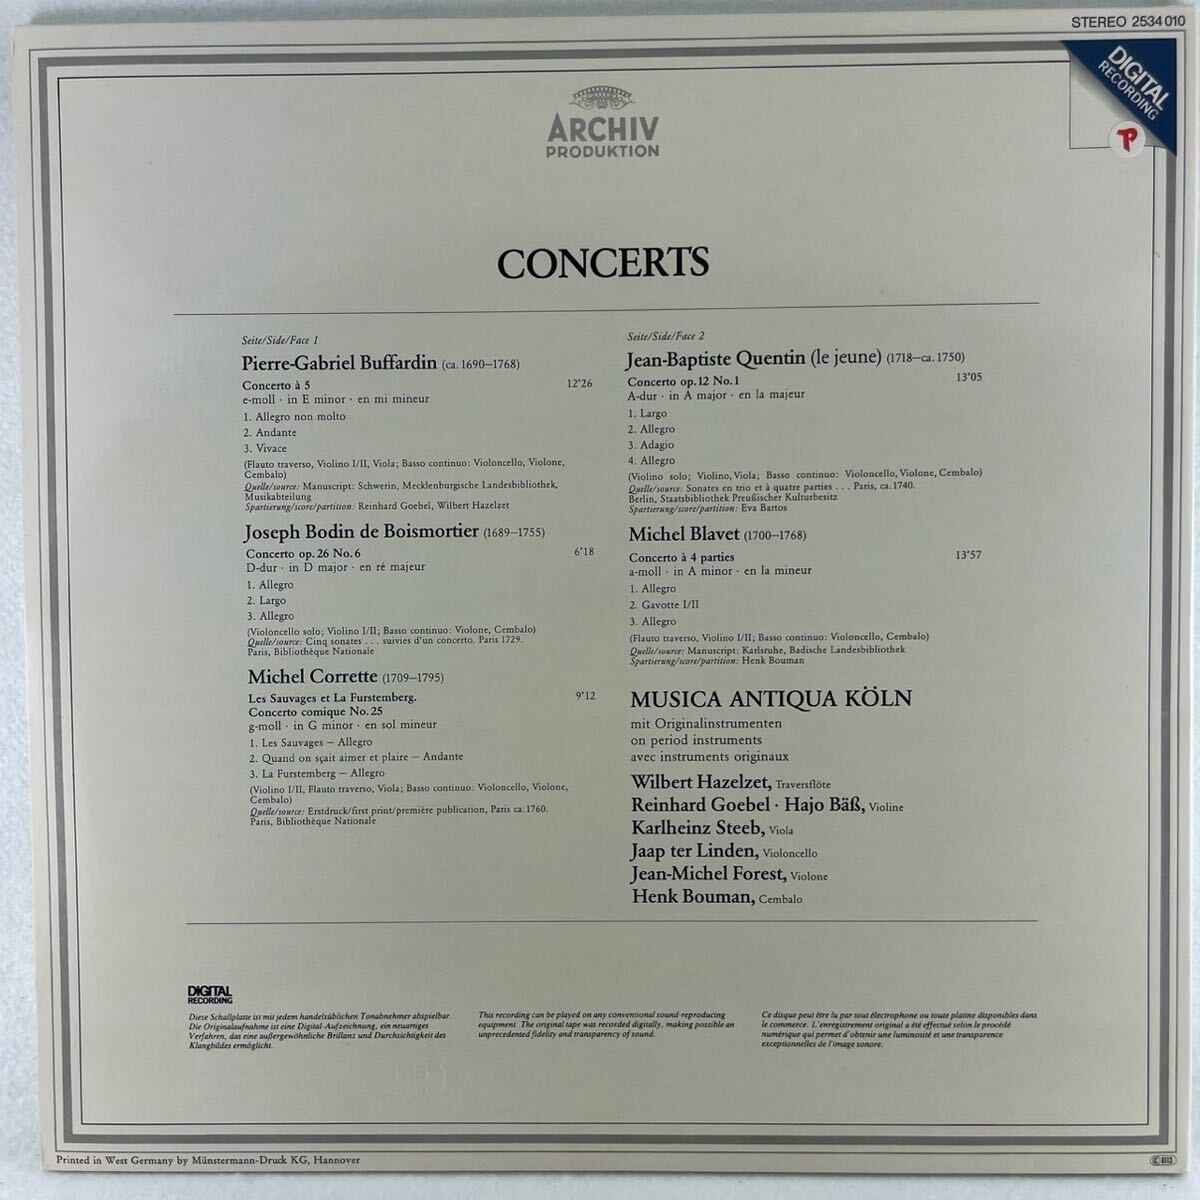 STEREO 2534 010
DIGITAL
RECORDING
P
ARCHIV
PRODUKTION
CONCERTS
Seite/Side/Face 1
Pierre-Gabriel Buffardin (ca. 1690–1768)
Concerto à 5 12'26
e-moll · in E minor · en mi mineur
1. Allegro non molto
2. Andante
3. Vivace
(Flauto traverso, Violino I/II, Viola; Basso continuo: Violoncello, Violone,
Cembalo)
Quelle/source: Manuscript: Schwerin, Mecklenburgische Landesbibliothek,
Musikabteilung
Spartierung/score/partition: Reinhard Goebel, Wilbert Hazelzet
Joseph Bodin de Boismortier (1689–1755)
Concerto op. 26 No. 6 6'18
D-dur · in D major · en ré majeur
1. Allegro
2. Largo
3. Allegro
(Violoncello solo; Violino I/II; Basso continuo: Violone, Cembalo)
Quelle/source: Cinq sonates . . . suivies d'un concerto. Paris 1729.
Paris, Bibliothèque Nationale
Michel Corrette (1709–1795)
Les Sauvages et La Furstemberg. 9'12
Concerto comique No. 25
g-moll · in G minor · en sol mineur
1. Les Sauvages – Allegro
2. Quand on sçait aimer et plaire – Andante
3. La Furstemberg – Allegro
(Violino I/II, Flauto traverso, Viola; Basso continuo: Violoncello, Violone,
Cembalo)
Quelle/source: Erstdruck/first print/première publication, Paris ca. 1760.
Paris, Bibliothèque Nationale
Seite/Side/Face 2
Jean-Baptiste Quentin (le jeune) (1718–ca. 1750)
Concerto op. 12 No. 1 13'05
A-dur · in A major · en la majeur
1. Largo
2. Allegro
3. Adagio
4. Allegro
(Violino solo; Violino, Viola; Basso continuo: Violoncello, Violone, Cembalo)
Quelle/source: Sonates en trio et à quatre parties . . . Paris, ca. 1740.
Berlin, Staatsbibliothek Preußischer Kulturbesitz
Spartierung/score/partition: Eva Bartos
Michel Blavet (1700–1768)
Concerto à 4 parties 13'57
a-moll · in A minor · en la mineur
1. Allegro
2. Gavotte I/II
3. Allegro
(Flauto traverso, Violino I/II; Basso continuo: Violoncello, Cembalo)
Quelle/source: Manuscript: Karlsruhe, Badische Landesbibliothek
Spartierung/score/partition: Henk Bouman
MUSICA ANTIQUA KÖLN
mit Originalinstrumenten
on period instruments
avec instruments originaux
Wilbert Hazelzet, Traversflöte
Reinhard Goebel · Hajo Bäß, Violine
Karlheinz Steeb, Viola
Jaap ter Linden, Violoncello
Jean-Michel Forest, Violone
Henk Bouman, Cembalo
DIGITAL
RECORDING
Diese Schallplatte ist mit jedem handelsüblichen Tonabnehmer abspielbar.
Die Originalaufnahme ist eine Digital-Aufzeichnung, ein neuartiges
Verfahren, das eine außergewöhnliche Brillanz und Durchsichtigkeit des
Klangbildes ermöglicht.
This recording can be played on any conventional sound-reproducing
equipment. The original tape was recorded digitally, making possible an
unprecedented fidelity and transparency of sound.
Ce disque peut être lu par tout électrophone ou toute platine disponibles dans
le commerce. L'enregistrement original a été effectué selon le procédé
numérique qui permet d'obtenir une luminosité et une transparence
exceptionnelles de l'image sonore.
Printed in West Germany by Münstermann-Druck KG, Hannover